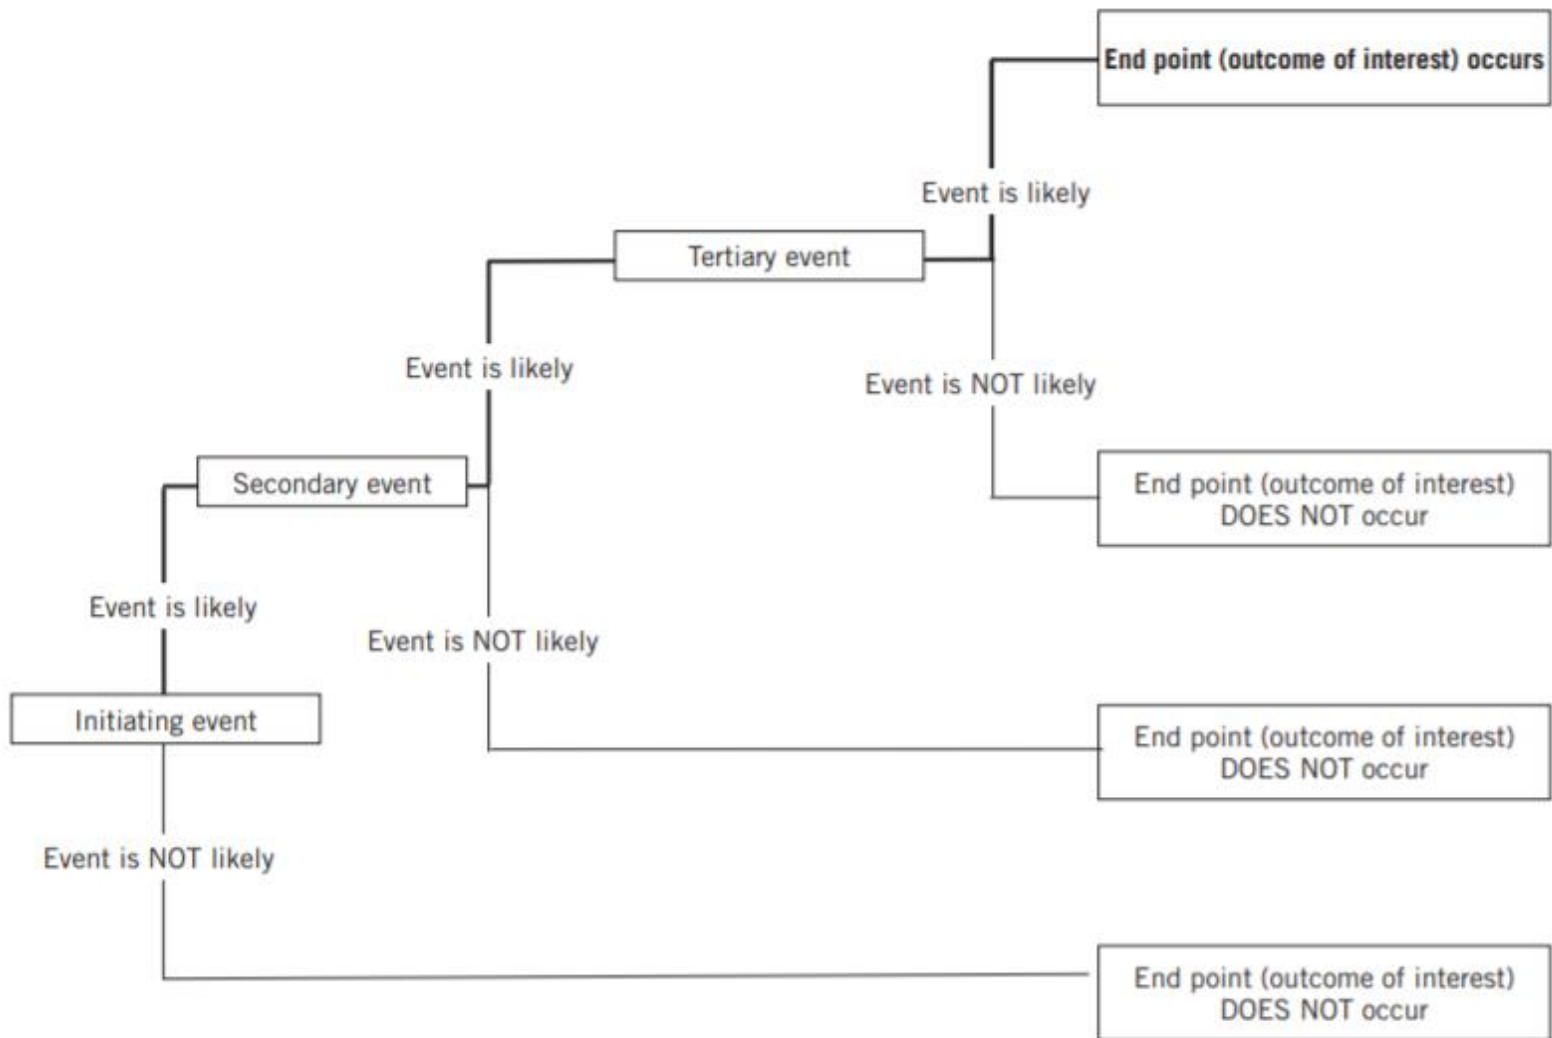 End point (outcome of interest) occurs
Event is likely
Tertiary event
Event is likely
Event is NOT likely
Secondary event
End point (outcome of interest)
DOES NOT occur
Event is likely
Event is NOT likely
Initiating event
End point (outcome of interest)
DOES NOT occur
Event is NOT likely
End point (outcome of interest)
DOES NOT occur